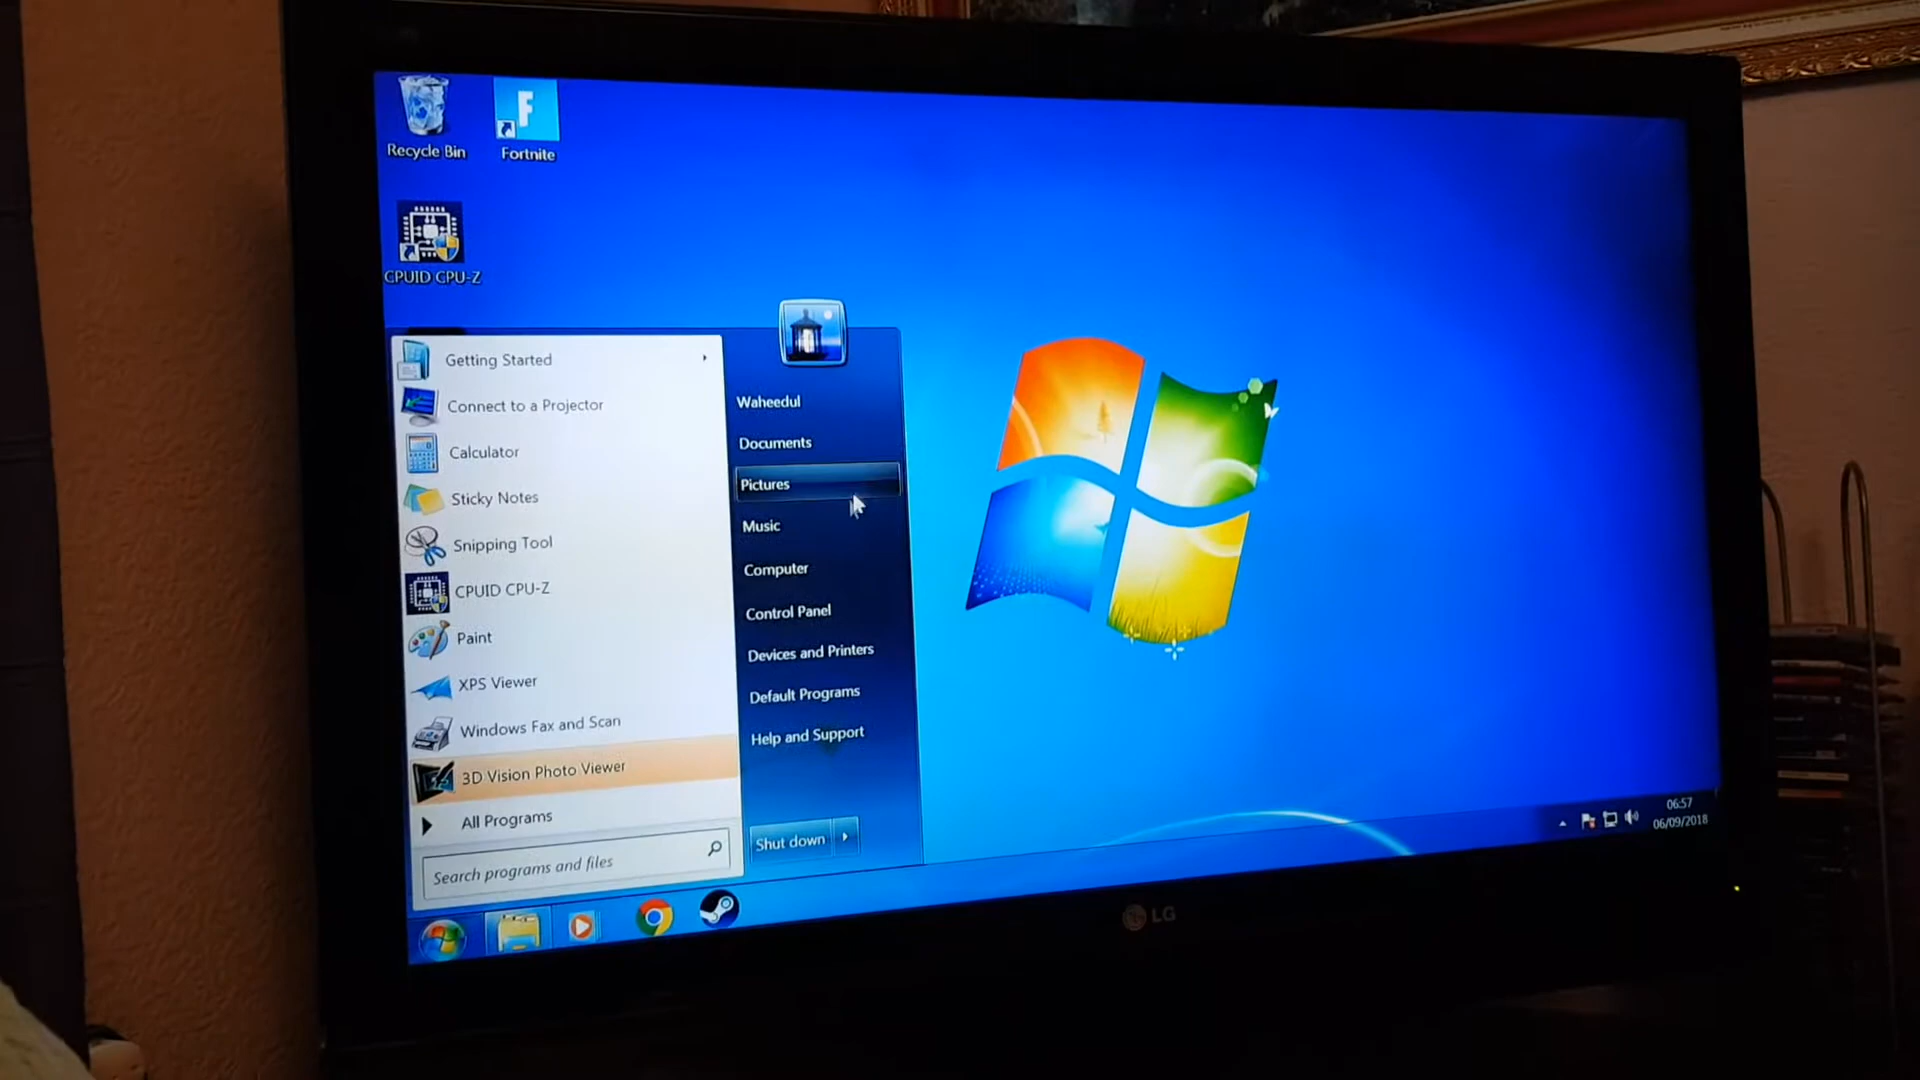 Recycle Bin
Fortnite
CPUID CPU-Z
Getting Started
Connect to a Projector
Calculator
Sticky Notes
Snipping Tool
CPUID CPU-Z
Paint
XPS Viewer
Windows Fax and Scan
3D Vision Photo Viewer
All Programs
Search programs and files
Waheedul
Documents
Pictures
Music
Computer
Control Panel
Devices and Printers
Default Programs
Help and Support
Shut down
06:57
06/09/2018
LG